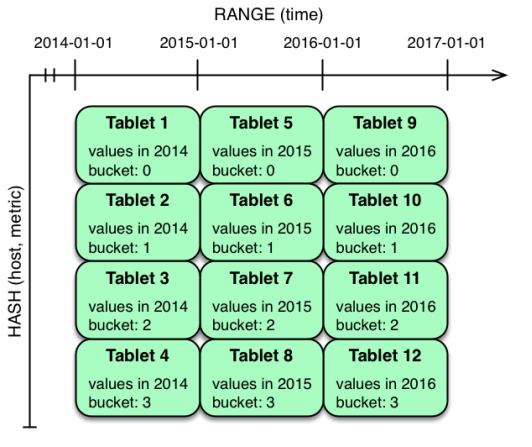 RANGE (time)
2014-01-01 2015-01-01 2016-01-01 2017-01-01
HASH (host, metric)
Tablet 1
values in 2014
bucket: 0
Tablet 5
values in 2015
bucket: 0
Tablet 9
values in 2016
bucket: 0
Tablet 2
values in 2014
bucket: 1
Tablet 6
values in 2015
bucket: 1
Tablet 10
values in 2016
bucket: 1
Tablet 3
values in 2014
bucket: 2
Tablet 7
values in 2015
bucket: 2
Tablet 11
values in 2016
bucket: 2
Tablet 4
values in 2014
bucket: 3
Tablet 8
values in 2015
bucket: 3
Tablet 12
values in 2016
bucket: 3